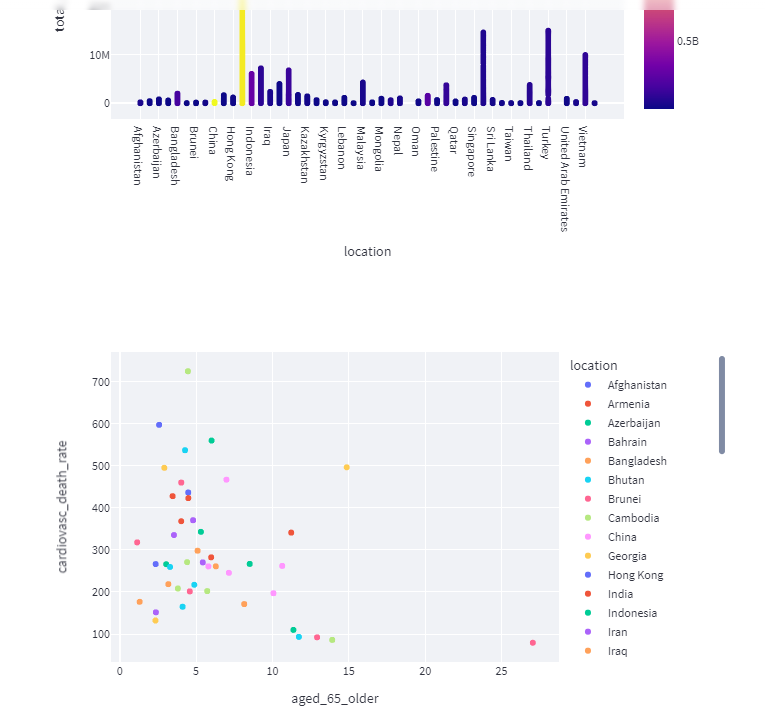 tota
10M
0
0.5B
Afghanistan
Azerbaijan
Bangladesh
Brunei
China
Hong Kong
Indonesia
Iraq
Japan
Kazakhstan
Kyrgyzstan
Lebanon
Malaysia
Mongolia
Nepal
Oman
Palestine
Qatar
Singapore
Sri Lanka
Taiwan
Thailand
Turkey
United Arab Emirates
Vietnam
location
cardiovasc_death_rate
700
600
500
400
300
200
100
0 5 10 15 20 25
aged_65_older
location
Afghanistan
Armenia
Azerbaijan
Bahrain
Bangladesh
Bhutan
Brunei
Cambodia
China
Georgia
Hong Kong
India
Indonesia
Iran
Iraq